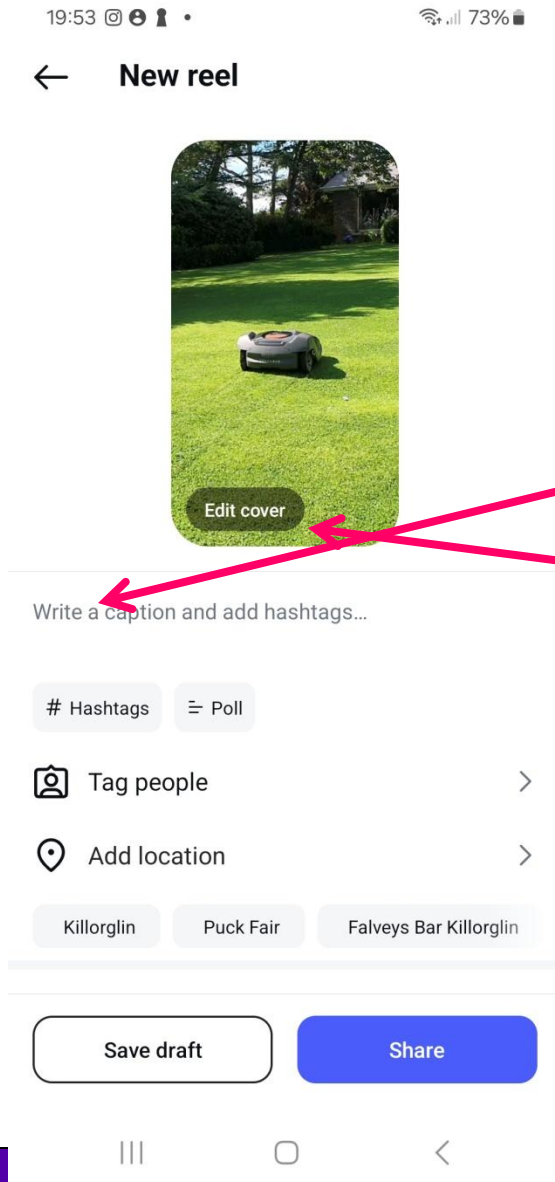 19:53 73%
New reel
Edit cover
Write a caption and add hashtags...
# Hashtags Poll
Tag people
Add location
Killorglin Puck Fair Falveys Bar Killorglin
Save draft Share